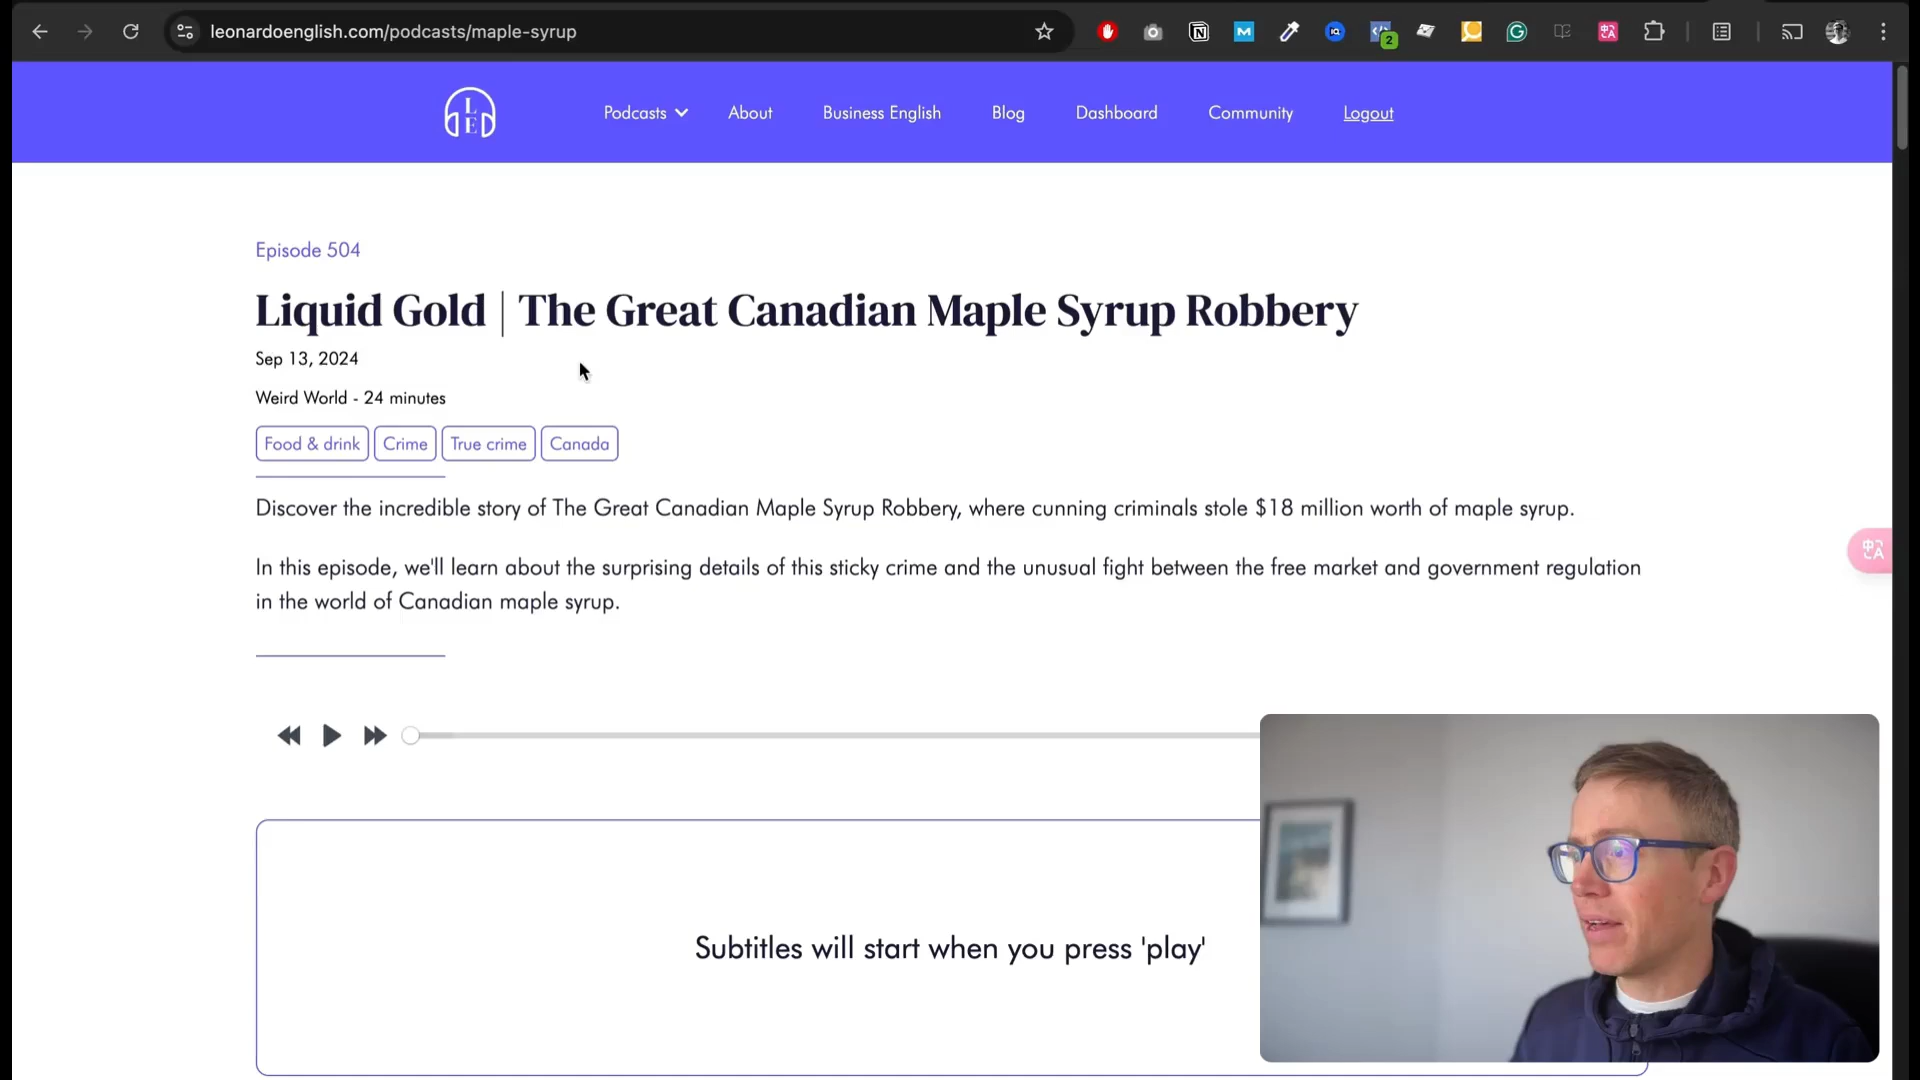 leonardoenglish.com/podcasts/maple-syrup
2
L
E
Podcasts
About
Business English
Blog
Dashboard
Community
Logout
Episode 504
Liquid Gold | The Great Canadian Maple Syrup Robbery
Sep 13, 2024
Weird World - 24 minutes
Food & drink
Crime
True crime
Canada
Discover the incredible story of The Great Canadian Maple Syrup Robbery, where cunning criminals stole $18 million worth of maple syrup.
In this episode, we'll learn about the surprising details of this sticky crime and the unusual fight between the free market and government regulation
in the world of Canadian maple syrup.
Subtitles will start when you press 'play'